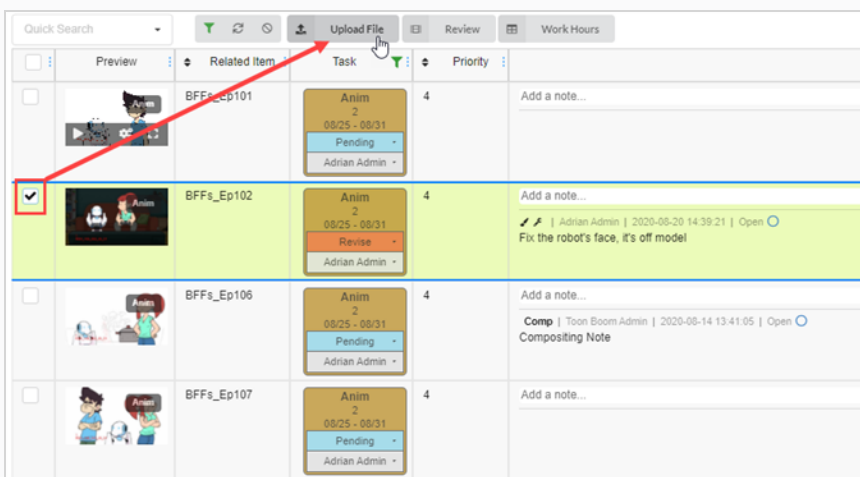 Quick Search
Upload File
Review
Work Hours
Preview
Related Item
Task
Priority
Anim
BFFs_Ep101
Anim
2
08/25 - 08/31
Pending
Adrian Admin
4
Add a note...
Anim
BFFs_Ep102
Anim
2
08/25 - 08/31
Revise
Adrian Admin
4
Add a note...
| Adrian Admin | 2020-08-20 14:39:21 | Open
Fix the robot's face, it's off model
Anim
BFFs_Ep106
Anim
2
08/25 - 08/31
Pending
Adrian Admin
4
Add a note...
Comp | Toon Boom Admin | 2020-08-14 13:41:05 | Open
Compositing Note
Anim
BFFs_Ep107
Anim
2
08/25 - 08/31
Pending
Adrian Admin
4
Add a note...